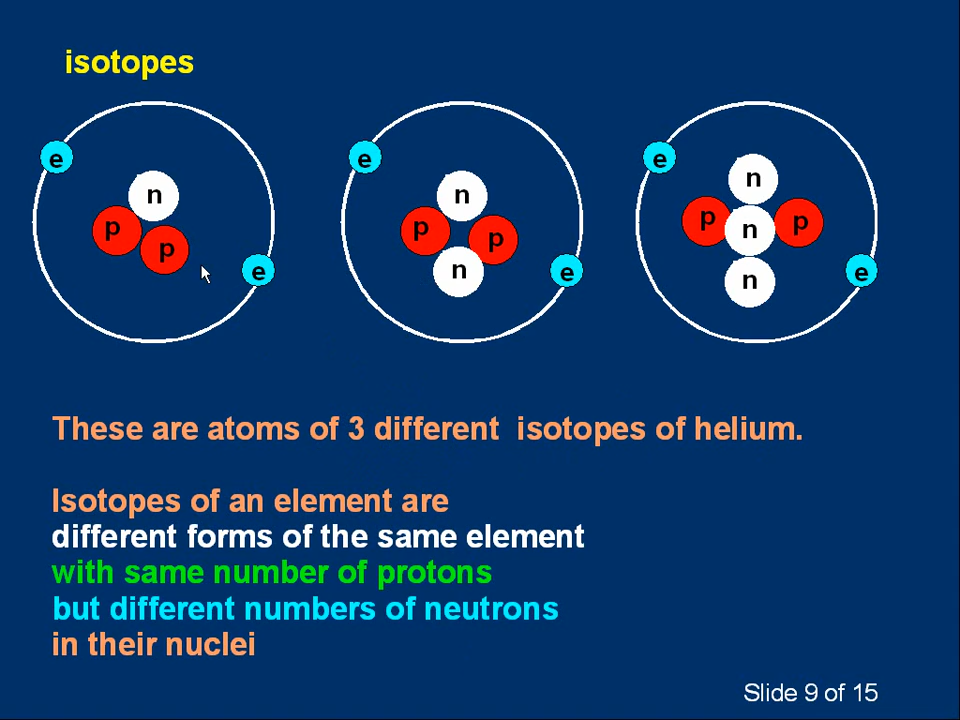 isotopes
e n p p e
e n p p n e
e n p n p n e
These are atoms of 3 different isotopes of helium.
Isotopes of an element are
different forms of the same element
with same number of protons
but different numbers of neutrons
in their nuclei
Slide 9 of 15